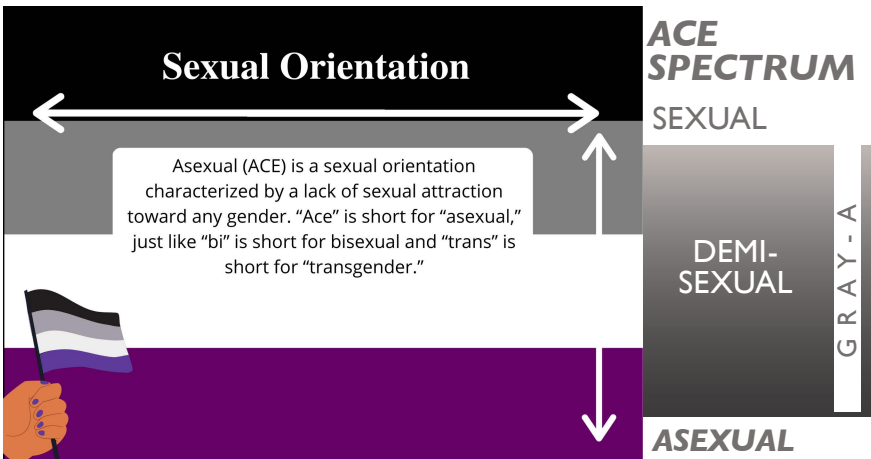 Sexual Orientation
Asexual (ACE) is a sexual orientation
characterized by a lack of sexual attraction
toward any gender. “Ace” is short for “asexual,”
just like “bi” is short for bisexual and “trans” is
short for “transgender.”
ACE
SPECTRUM
SEXUAL
DEMI-
SEXUAL
GRAY-A
ASEXUAL